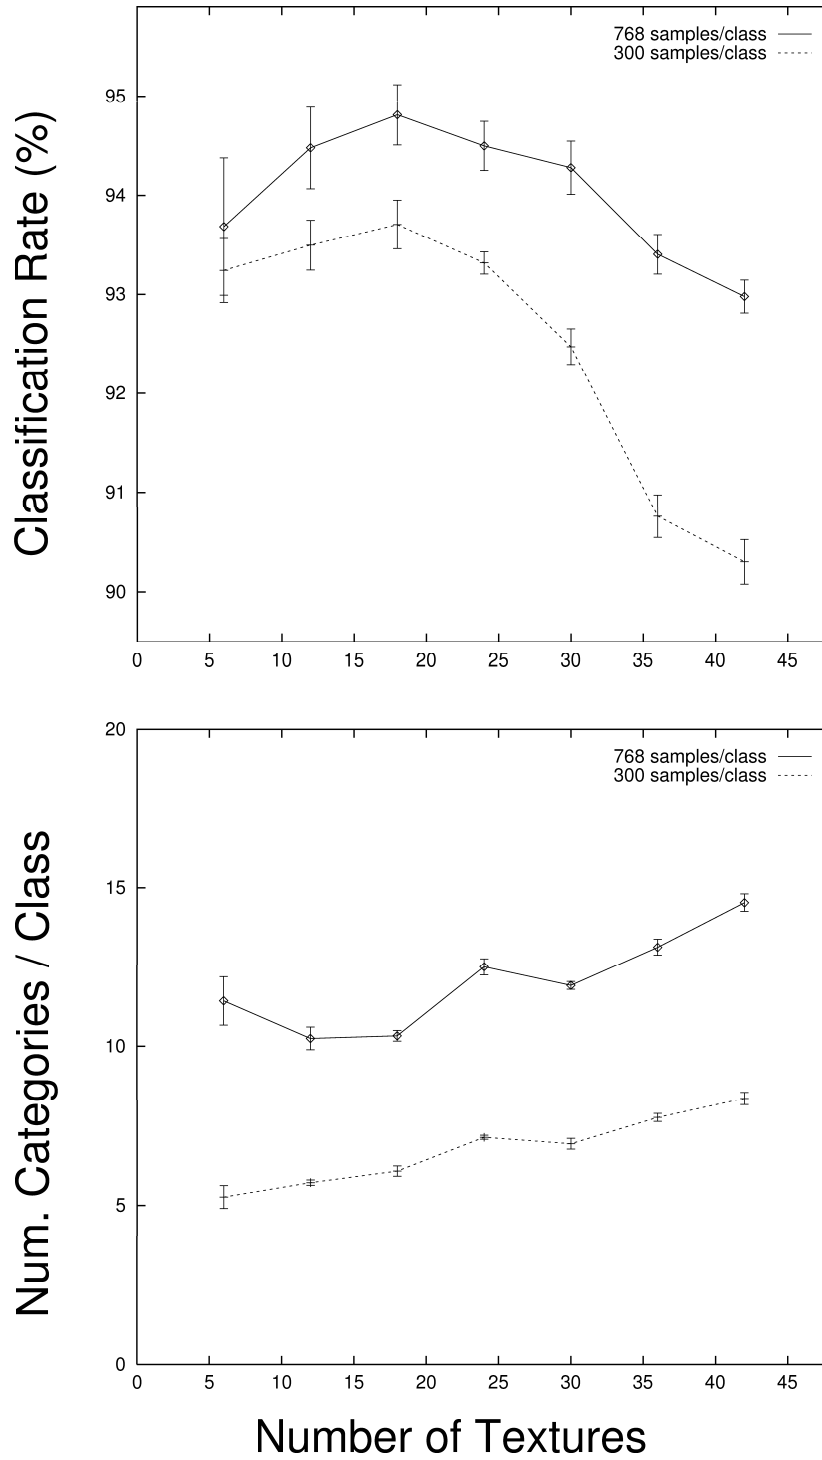 Classification Rate (%)
768 samples/class
300 samples/class
95
94
93
92
91
90
0 5 10 15 20 25 30 35 40 45
Num. Categories / Class
20
768 samples/class
300 samples/class
15
10
5
0
0 5 10 15 20 25 30 35 40 45
Number of Textures